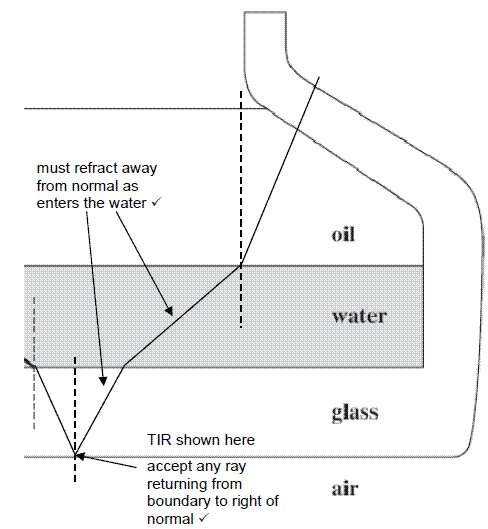 must refract away
from normal as
enters the water ✓
oil
water
glass
TIR shown here
accept any ray
returning from
boundary to right of
normal ✓
air